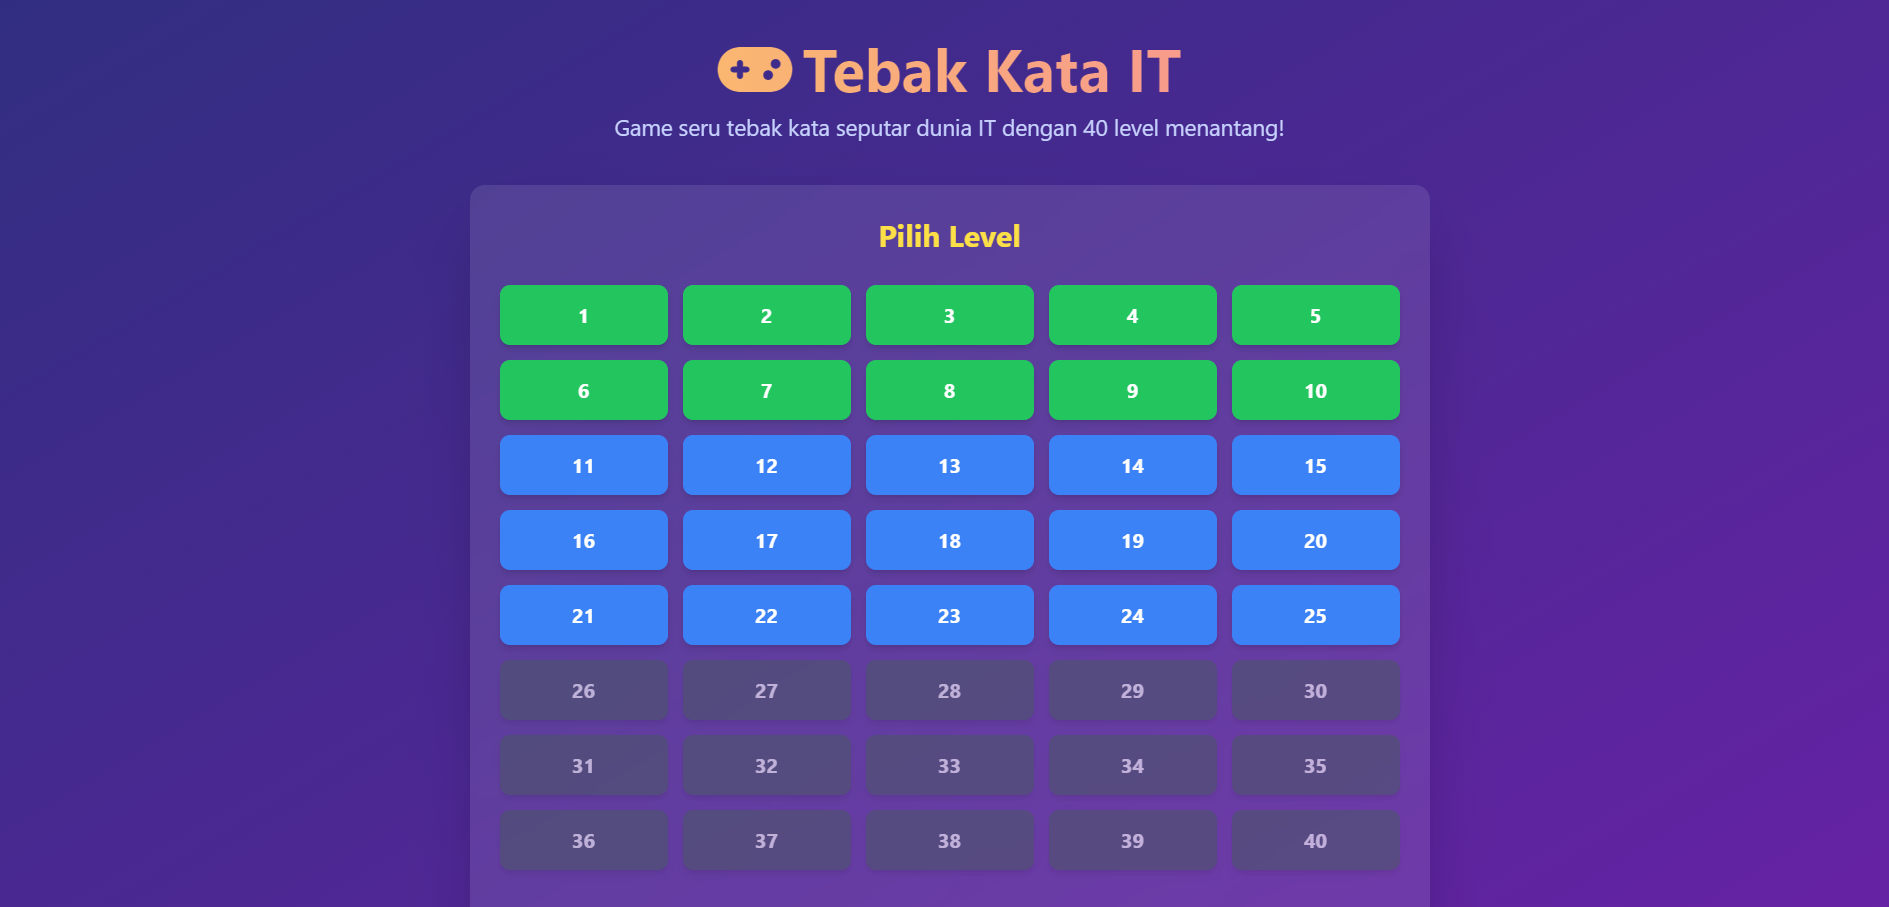 Tebak Kata IT
Game seru tebak kata seputar dunia IT dengan 40 level menantang!
Pilih Level
1 2 3 4 5
6 7 8 9 10
11 12 13 14 15
16 17 18 19 20
21 22 23 24 25
26 27 28 29 30
31 32 33 34 35
36 37 38 39 40